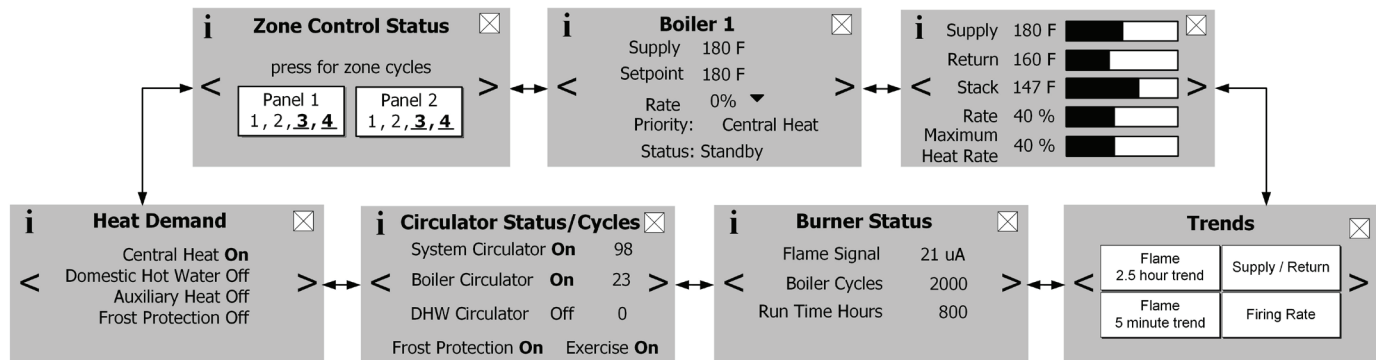 i Zone Control Status
press for zone cycles
< >
Panel 1
1, 2, 3, 4
Panel 2
1, 2, 3, 4
i Boiler 1
Supply 180 F
< >
Setpoint 180 F
Rate 0%
Priority: Central Heat
Status: Standby
i
Supply 180 F
Return 160 F
< >
Stack 147 F
Rate 40 %
Maximum
Heat Rate 40 %
i Heat Demand
Central Heat On
Domestic Hot Water Off
< >
Auxiliary Heat Off
Frost Protection Off
i Circulator Status/Cycles
System Circulator On 98
< >
Boiler Circulator On 23
DHW Circulator Off 0
Frost Protection On Exercise On
i Burner Status
Flame Signal 21 uA
< >
Boiler Cycles 2000
Run Time Hours 800
Trends
< >
Flame
2.5 hour trend
Supply / Return
Flame
5 minute trend
Firing Rate